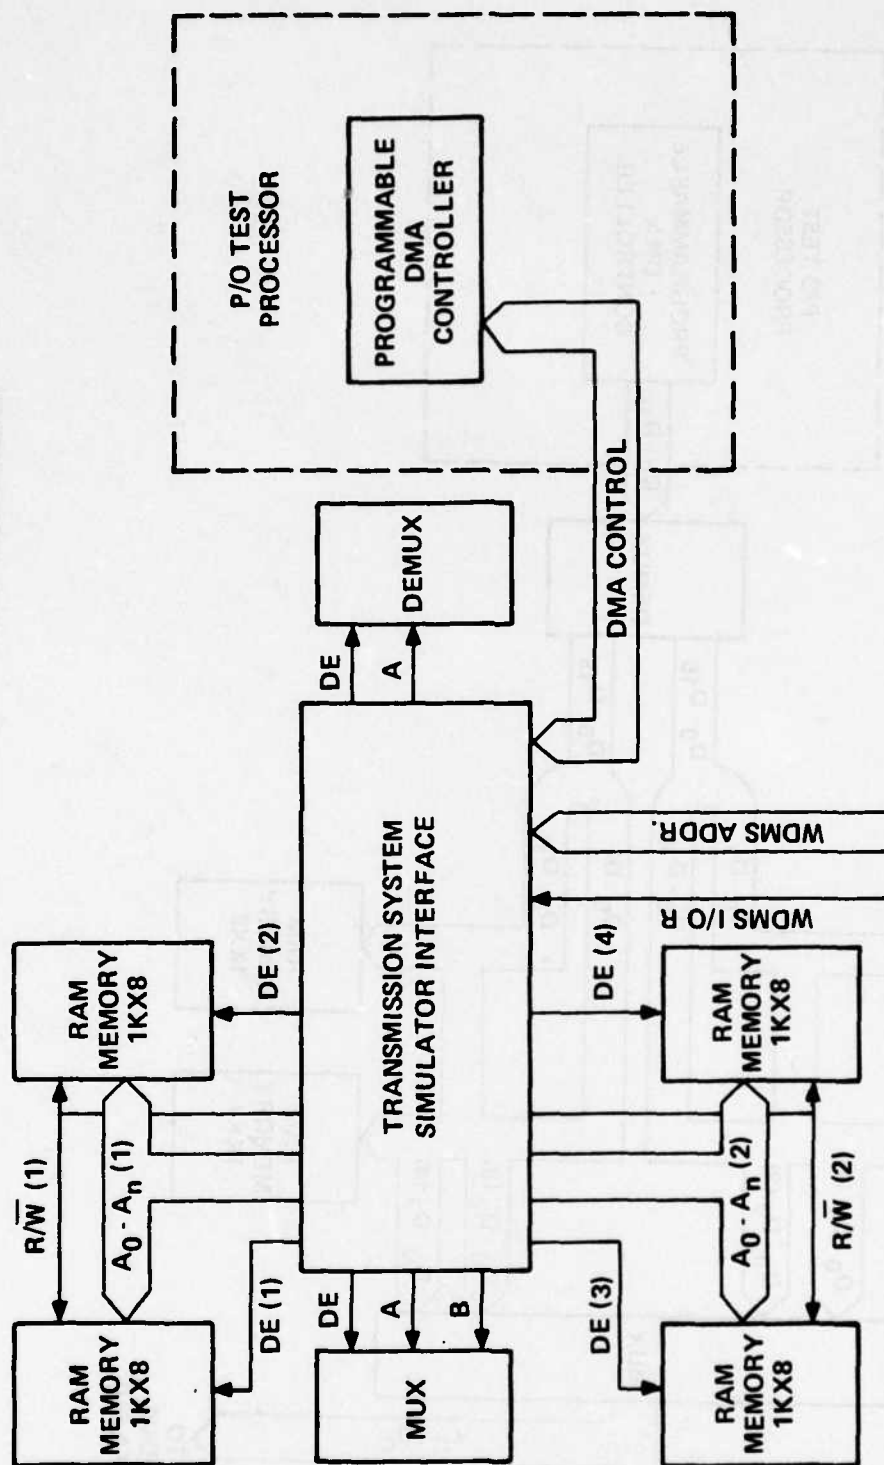 P/O TEST
PROCESSOR
PROGRAMMABLE
DMA
CONTROLLER
DMA CONTROL
DEMUX
DE
A
TRANSMISSION SYSTEM
SIMULATOR INTERFACE
WDMS ADDR.
WDMS I/O R
RAM
MEMORY
1KX8
DE (2)
DE (4)
RAM
MEMORY
1KX8
R/W̅ (1)
A₀ - Aₙ (1)
A₀ - Aₙ (2)
R/W̅ (2)
RAM
MEMORY
1KX8
DE (1)
DE
A
B
MUX
DE (3)
RAM
MEMORY
1KX8